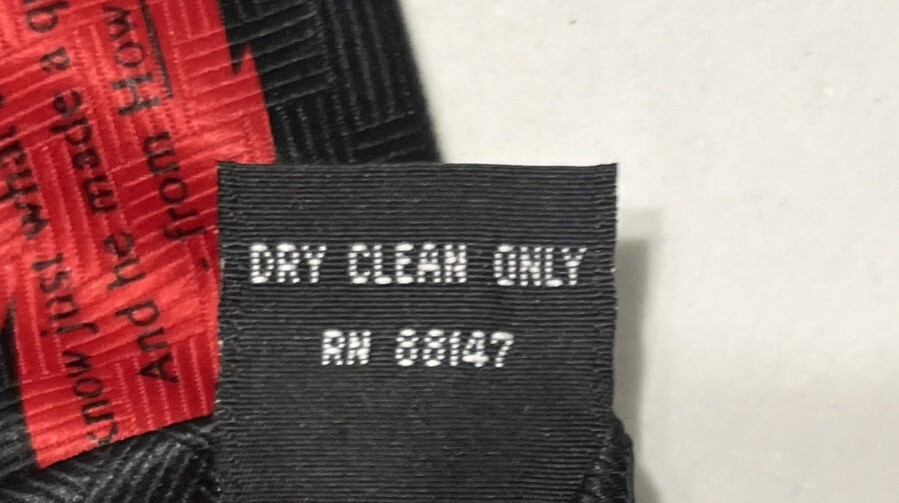 DRY CLEAN ONLY
RN 88147
know just what
And he made a
from How